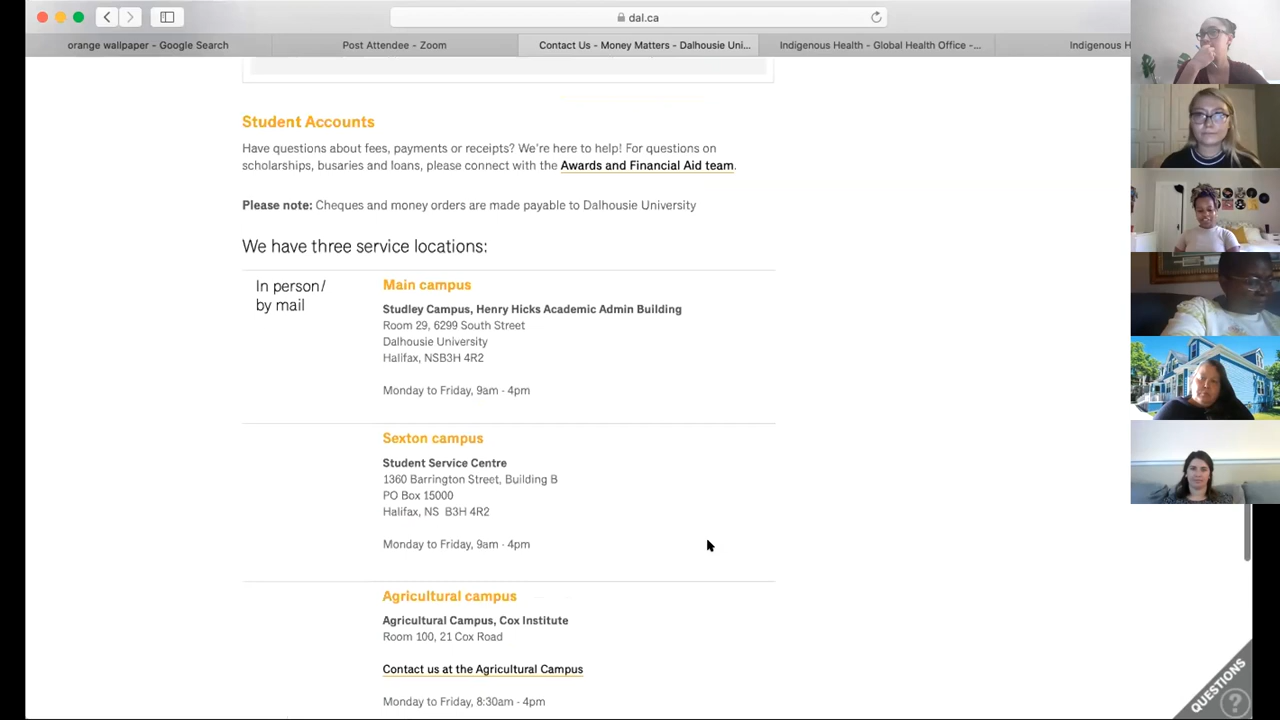 dal.ca
orange wallpaper - Google Search
Post Attendee - Zoom
Contact Us - Money Matters - Dalhousie Uni...
Indigenous Health - Global Health Office -...
Indigenous H
Student Accounts
Have questions about fees, payments or receipts? We're here to help! For questions on
scholarships, busaries and loans, please connect with the Awards and Financial Aid team.
Please note: Cheques and money orders are made payable to Dalhousie University
We have three service locations:
In person/
by mail
Main campus
Studley Campus, Henry Hicks Academic Admin Building
Room 29, 6299 South Street
Dalhousie University
Halifax, NSB3H 4R2
Monday to Friday, 9am - 4pm
Sexton campus
Student Service Centre
1360 Barrington Street, Building B
PO Box 15000
Halifax, NS B3H 4R2
Monday to Friday, 9am - 4pm
Agricultural campus
Agricultural Campus, Cox Institute
Room 100, 21 Cox Road
Contact us at the Agricultural Campus
Monday to Friday, 8:30am - 4pm
QUESTIONS
?